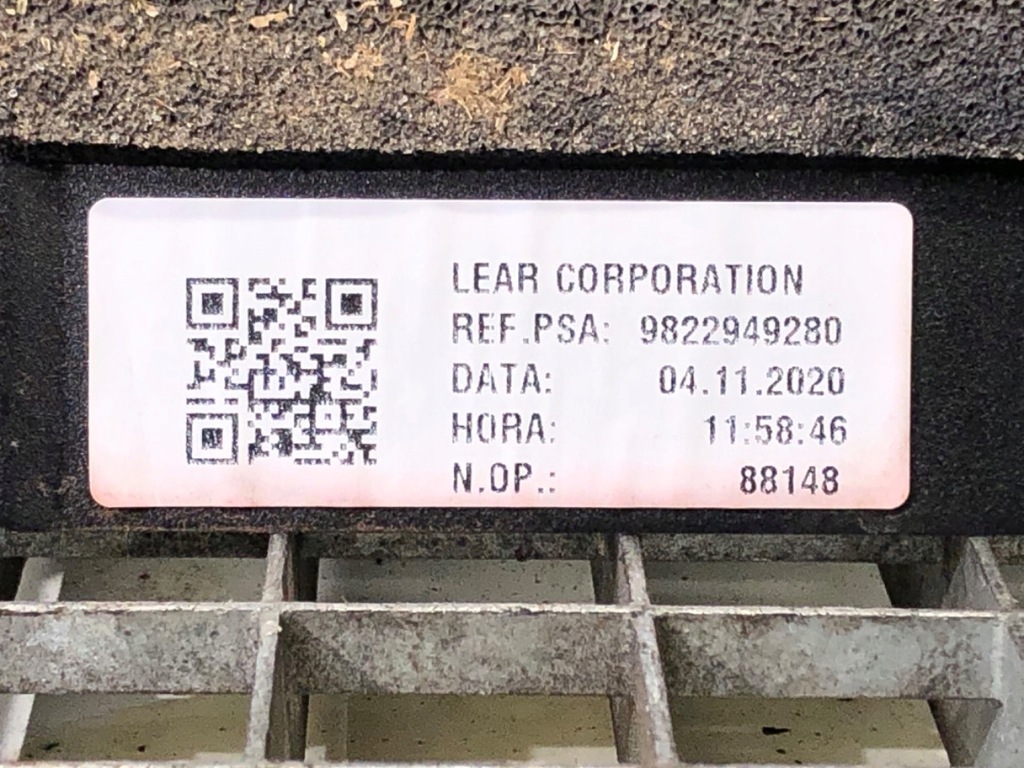 LEAR CORPORATION
REF.PSA: 9822949280
DATA: 04.11.2020
HORA: 11:58:46
N.OP.: 88148